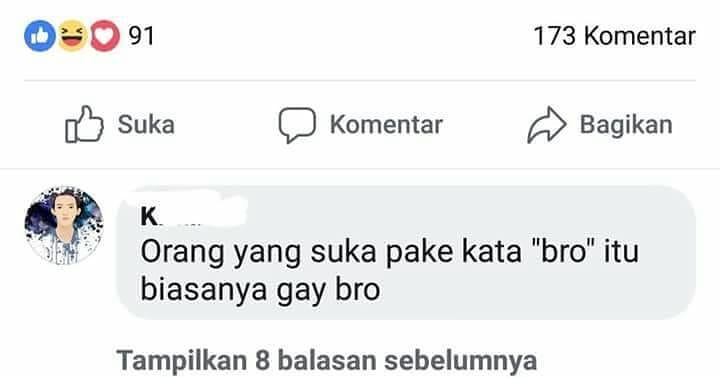 91 173 Komentar
Suka Komentar Bagikan
Orang yang suka pake kata "bro" itu
biasanya gay bro
Tampilkan 8 balasan sebelumnya